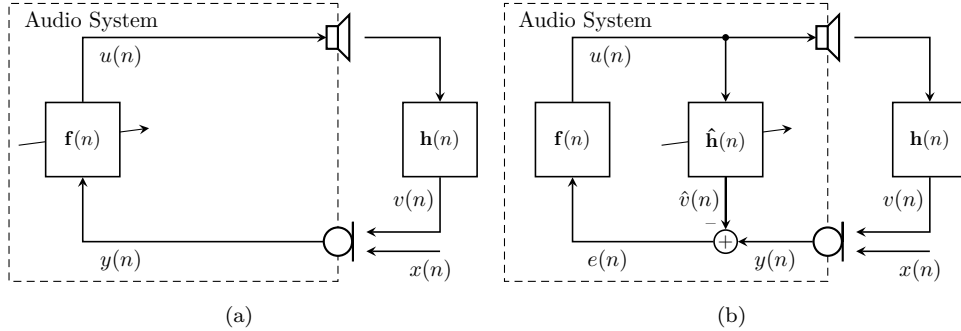 Audio System
u(n)
f(n)
h(n)
v(n)
y(n)
x(n)
(a)
Audio System
u(n)
f(n)
ĥ(n)
h(n)
v̂(n)
v(n)
−
+
e(n)
y(n)
x(n)
(b)